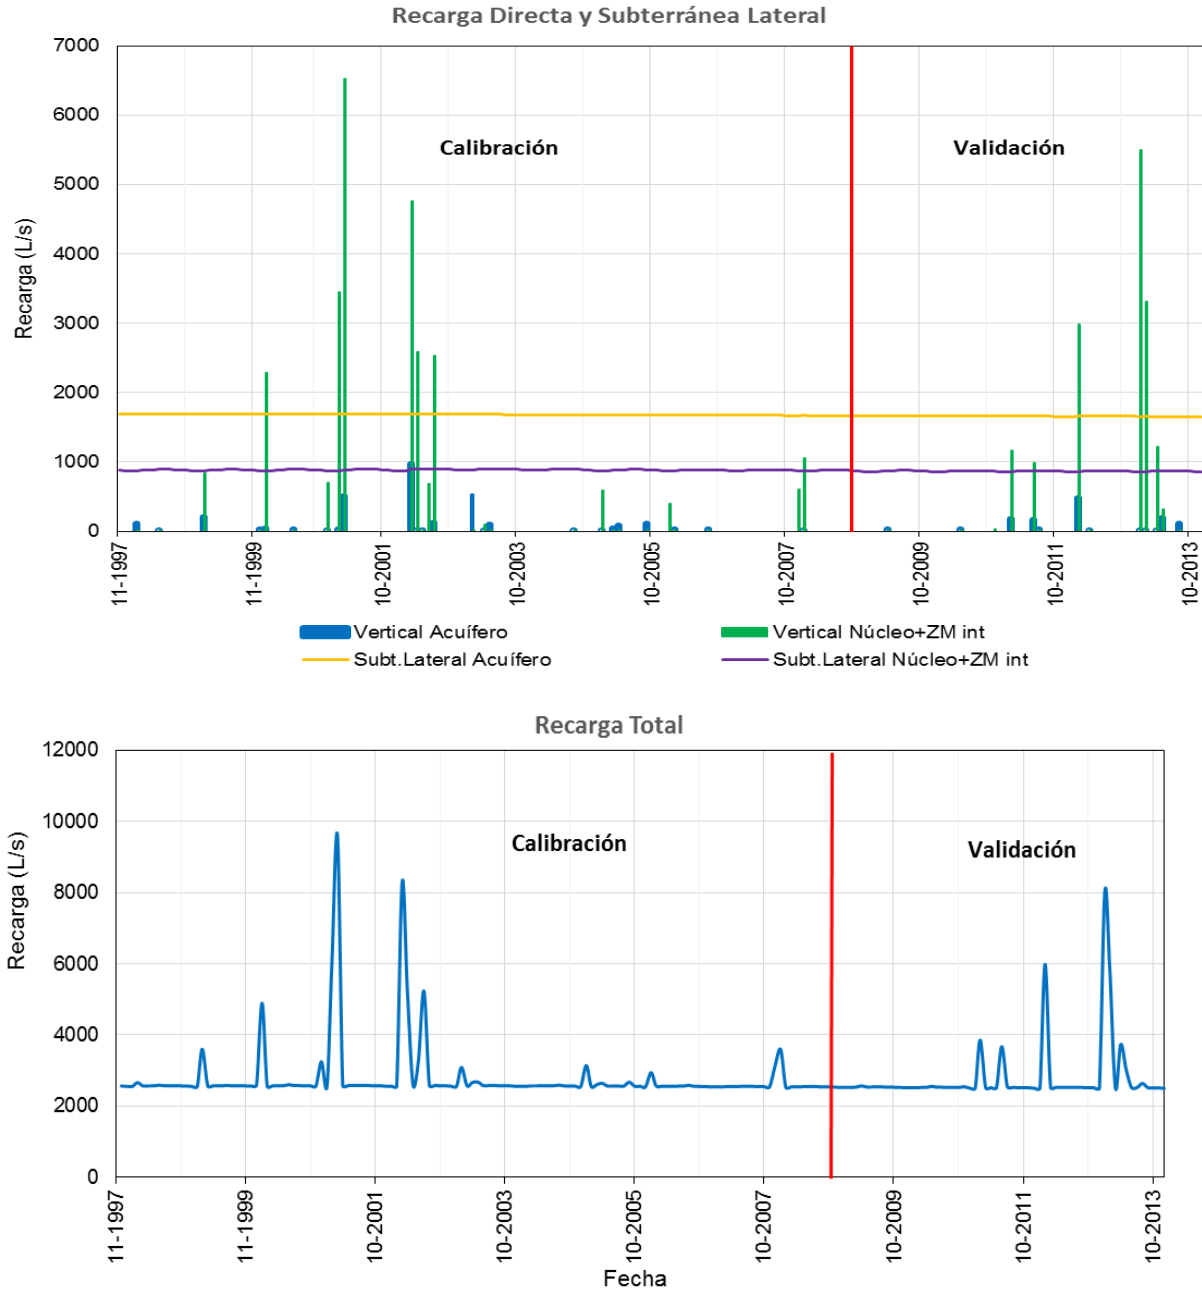 Recarga Directa y Subterránea Lateral
7000
6000
5000
4000
3000
2000
1000
0
Recarga (L/s)
Calibración
Validación
11-1997
11-1999
10-2001
10-2003
10-2005
10-2007
10-2009
10-2011
10-2013
Vertical Acuífero
Vertical Núcleo+ZM int
Subt.Lateral Acuífero
Subt.Lateral Núcleo+ZM int
Recarga Total
12000
10000
8000
6000
4000
2000
0
Recarga (L/s)
Calibración
Validación
11-1997
11-1999
10-2001
10-2003
10-2005
10-2007
10-2009
10-2011
10-2013
Fecha